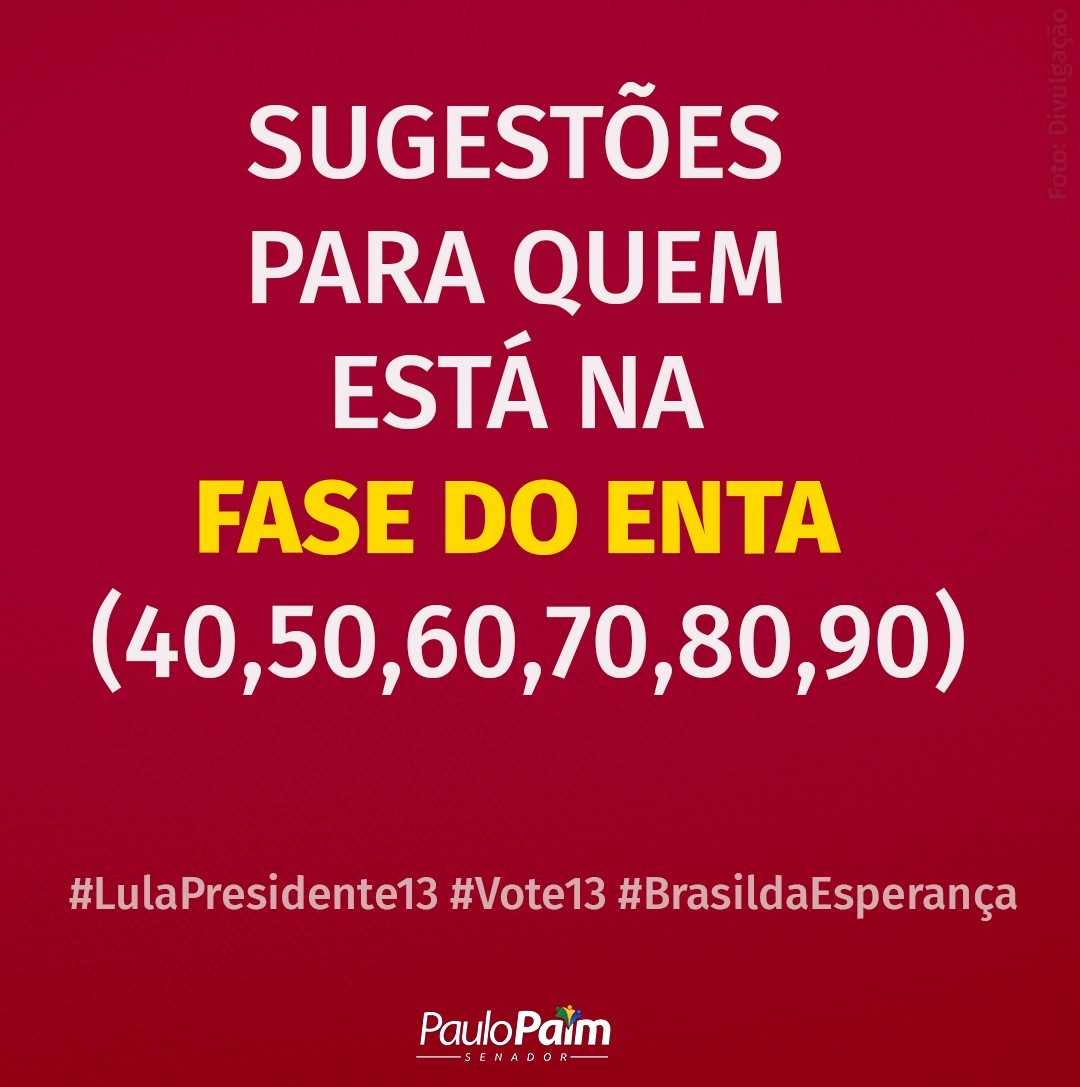 SUGESTÕES
PARA QUEM
ESTÁ NA
FASE DO ENTA
(40,50,60,70,80,90)
#LulaPresidente13 #Vote13 #BrasildaEsperança
PauloPaim
SENADOR
Foto: Divulgação